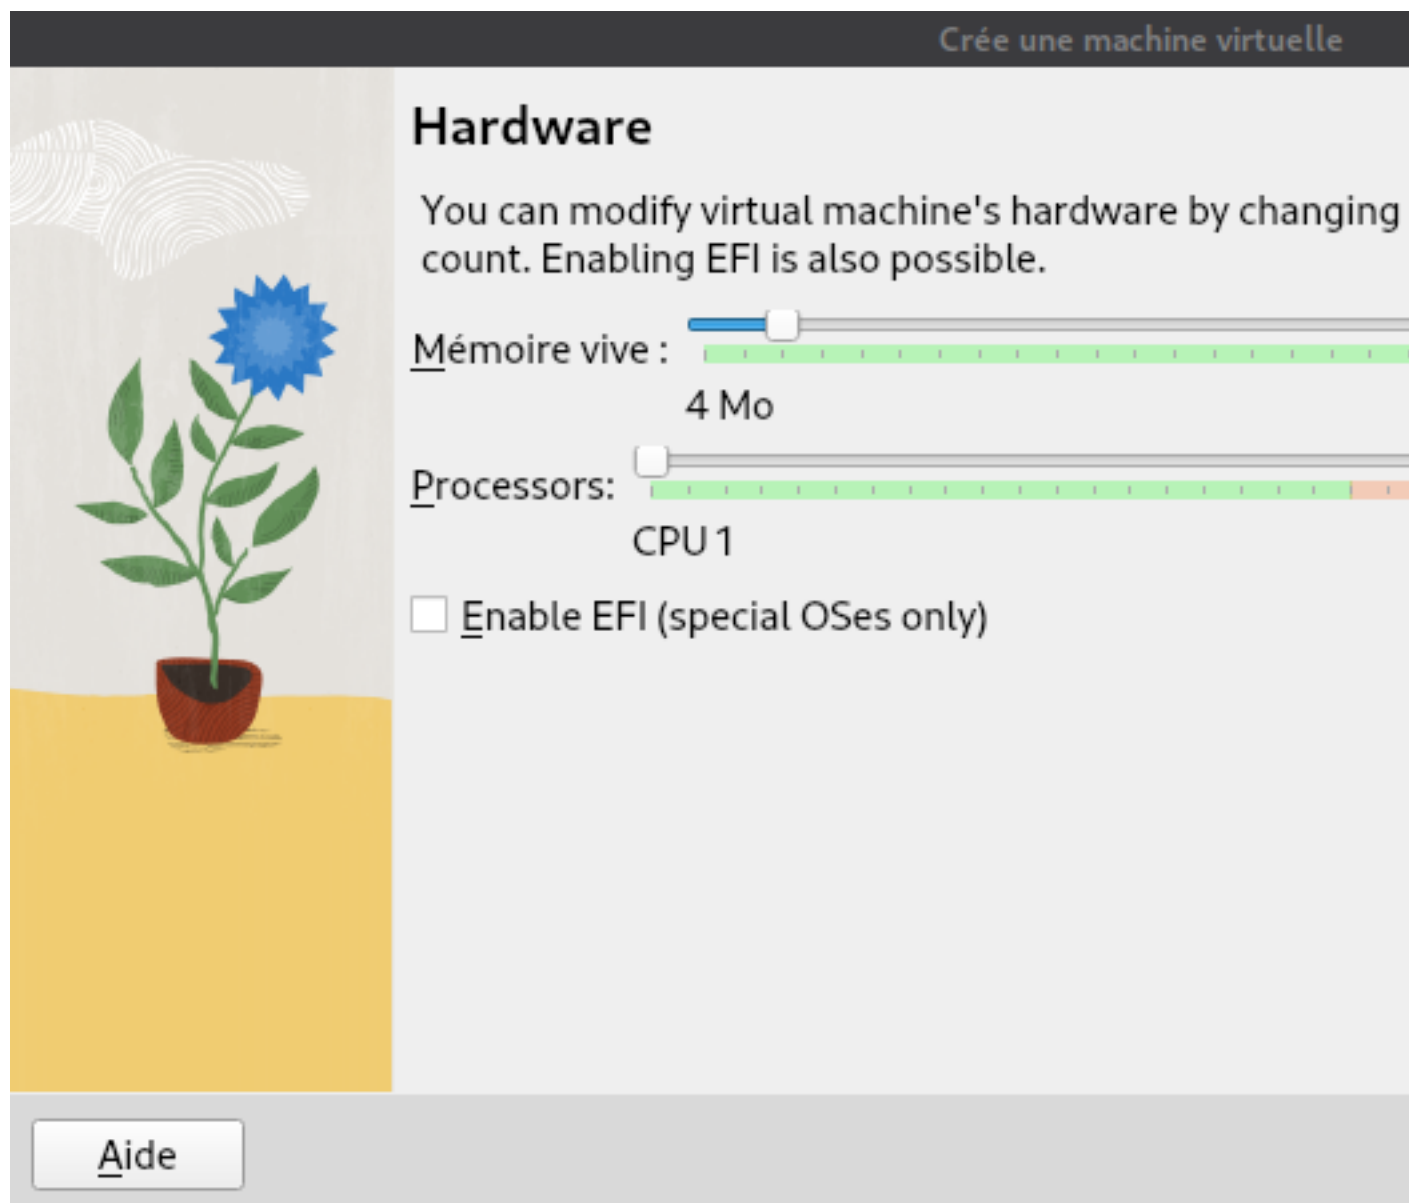 Crée une machine virtuelle
Hardware
You can modify virtual machine's hardware by changing
count. Enabling EFI is also possible.
Mémoire vive :
4 Mo
Processors:
CPU 1
Enable EFI (special OSes only)
Aide